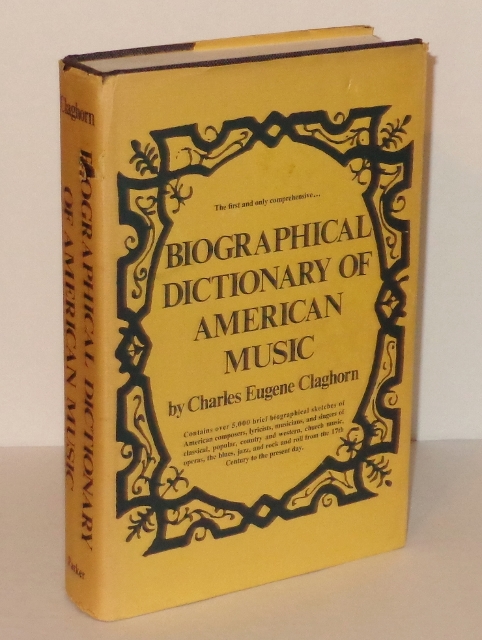 The first and only comprehensive...
BIOGRAPHICAL
DICTIONARY OF
AMERICAN
MUSIC
by Charles Eugene Claghorn
Contains over 5,000 brief biographical sketches of
American composers, lyricists, musicians, and singers of
classical, popular, country and western, church music,
operas, the blues, jazz, and rock and roll from the 17th
Century to the present day.
Claghorn
BIOGRAPHICAL DICTIONARY
OF AMERICAN MUSIC
Parker